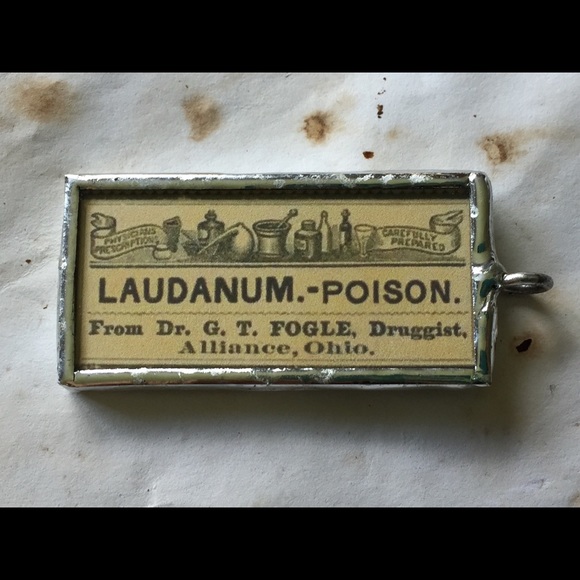 PHYSICIANS PRESCRIPTIONS
CAREFULLY PREPARED
LAUDANUM.-POISON.
From Dr. G. T. FOGLE, Druggist,
Alliance, Ohio.